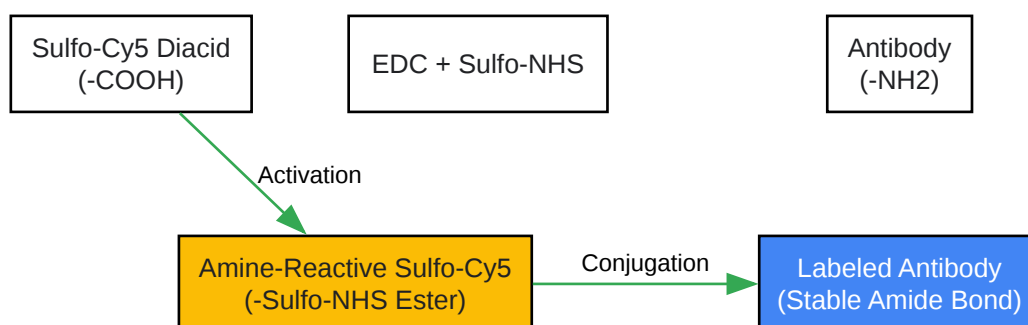 Sulfo-Cy5 Diacid
(-COOH)
EDC + Sulfo-NHS
Antibody
(-NH2)
Activation
Amine-Reactive Sulfo-Cy5
(-Sulfo-NHS Ester)
Conjugation
Labeled Antibody
(Stable Amide Bond)